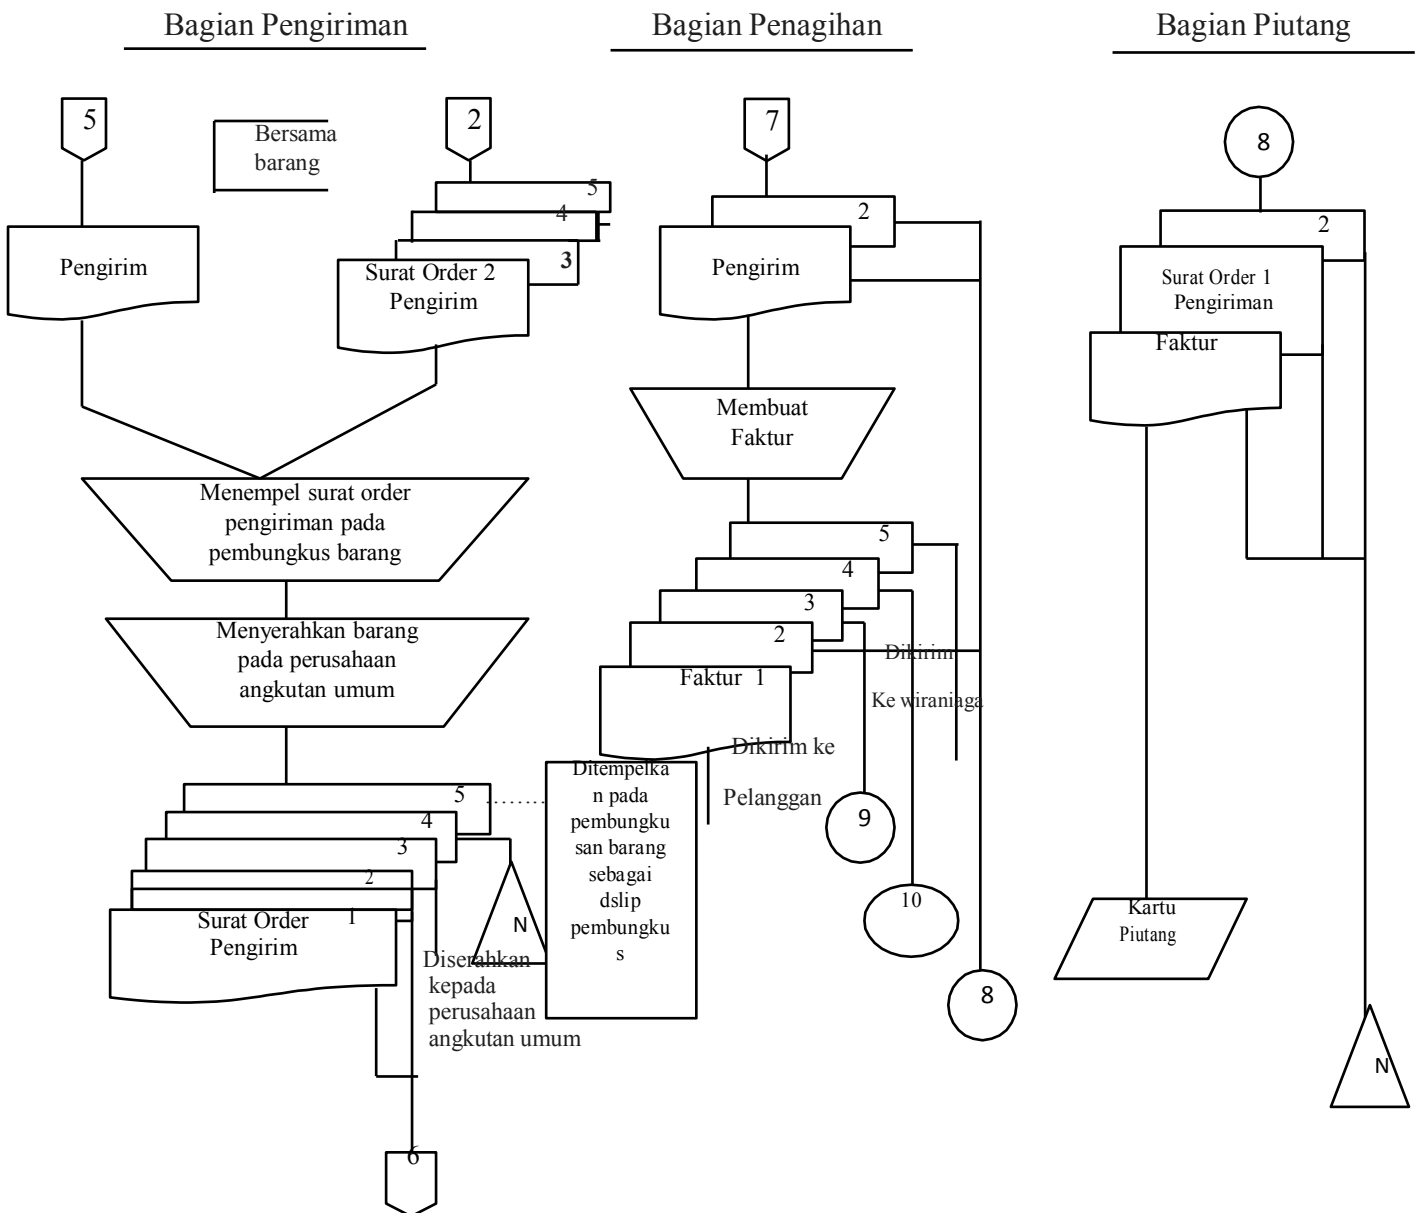 Bagian Pengiriman
Bagian Penagihan
Bagian Piutang
5
Bersama
barang
2
5
4
3
Surat Order 2
Pengirim
Pengirim
Menempel surat order
pengiriman pada
pembungkus barang
Menyerahkan barang
pada perusahaan
angkutan umum
5
........
4
3
2
Surat Order 1
Pengirim
N
Diserahkan
kepada
perusahaan
angkutan umum
6
Ditempelka
n pada
pembungku
san barang
sebagai
dslip
pembungku
s
7
2
Pengirim
Membuat
Faktur
5
4
3
2
Faktur 1
Dikirim
Ke wiraniaga
Dikirim ke
Pelanggan
9
10
8
8
2
Surat Order 1
Pengiriman
Faktur
Kartu
Piutang
N